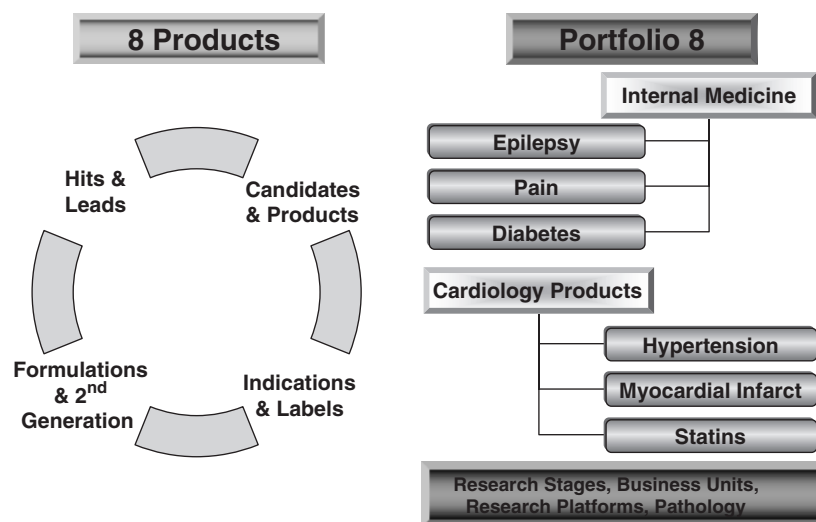 8 Products
Hits &
Leads
Candidates
& Products
Formulations
& 2nd
Generation
Indications
& Labels
Portfolio 8
Internal Medicine
Epilepsy
Pain
Diabetes
Cardiology Products
Hypertension
Myocardial Infarct
Statins
Research Stages, Business Units,
Research Platforms, Pathology